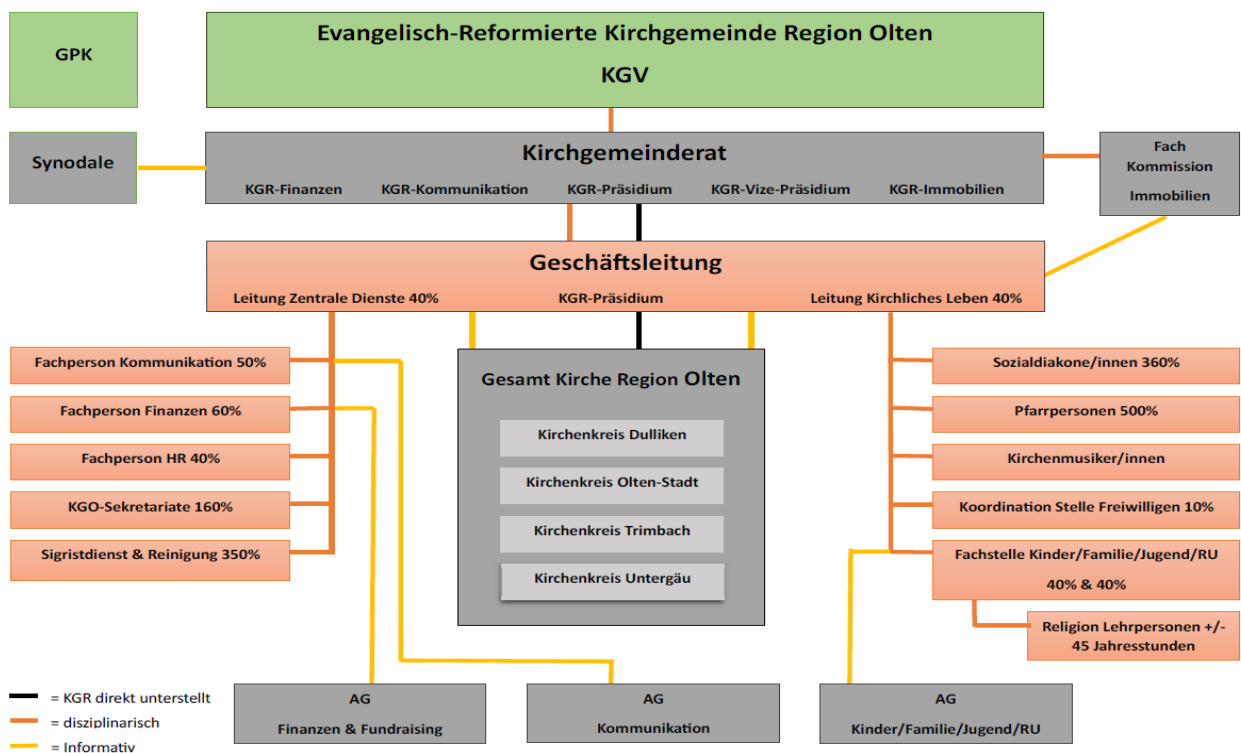 GPK
Evangelisch-Reformierte Kirchgemeinde Region Olten
KGV
Synodale
Kirchgemeinderat
KGR-Finanzen KGR-Kommunikation KGR-Präsidium KGR-Vize-Präsidium KGR-Immobilien
Fach
Kommission
Immobilien
Geschäftsleitung
Leitung Zentrale Dienste 40% KGR-Präsidium Leitung Kirchliches Leben 40%
Fachperson Kommunikation 50%
Fachperson Finanzen 60%
Fachperson HR 40%
KGO-Sekretariate 160%
Sigristdienst & Reinigung 350%
Gesamt Kirche Region Olten
Kirchenkreis Dulliken
Kirchenkreis Olten-Stadt
Kirchenkreis Trimbach
Kirchenkreis Untergäu
Sozialdiakone/innen 360%
Pfarrpersonen 500%
Kirchenmusiker/innen
Koordination Stelle Freiwilligen 10%
Fachstelle Kinder/Familie/Jugend/RU
40% & 40%
Religion Lehrpersonen +/-
45 Jahresstunden
= KGR direkt unterstellt
= disziplinarisch
= Informativ
AG
Finanzen & Fundraising
AG
Kommunikation
AG
Kinder/Familie/Jugend/RU